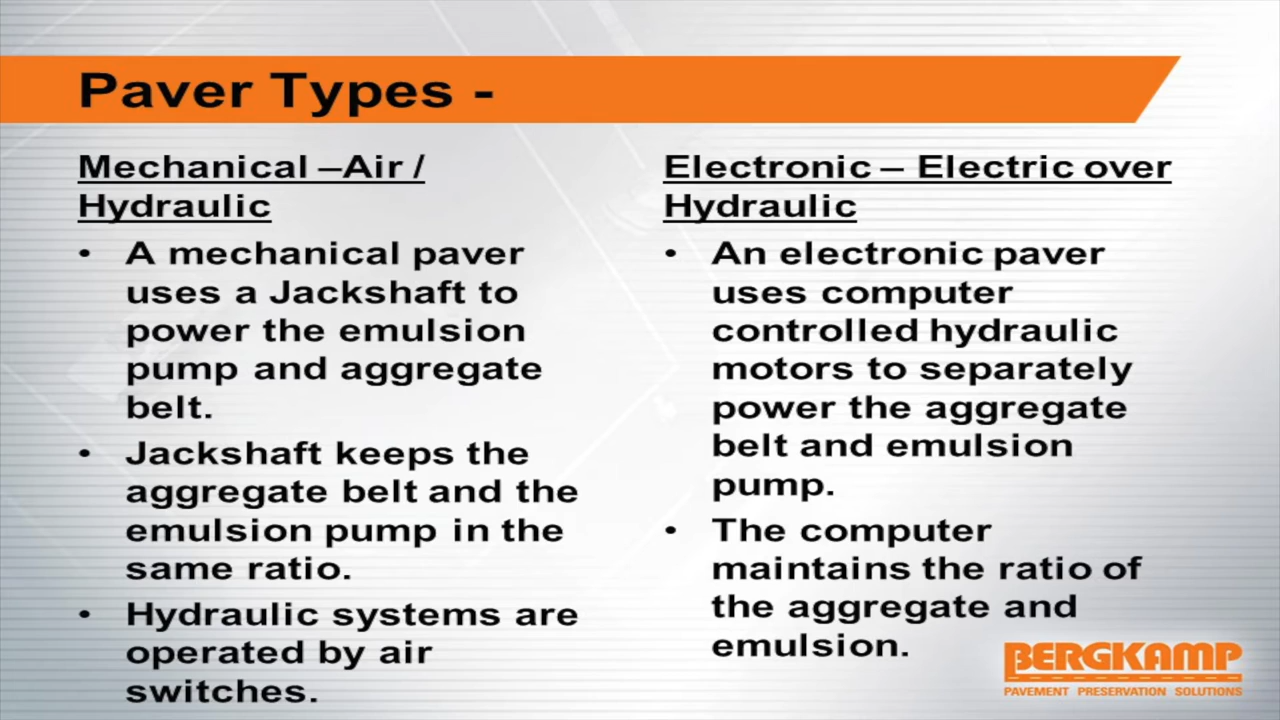 Paver Types -
Mechanical –Air /
Hydraulic
• A mechanical paver
uses a Jackshaft to
power the emulsion
pump and aggregate
belt.
• Jackshaft keeps the
aggregate belt and the
emulsion pump in the
same ratio.
• Hydraulic systems are
operated by air
switches.
Electronic – Electric over
Hydraulic
• An electronic paver
uses computer
controlled hydraulic
motors to separately
power the aggregate
belt and emulsion
pump.
• The computer
maintains the ratio of
the aggregate and
emulsion.
BERGKAMP
PAVEMENT PRESERVATION SOLUTIONS